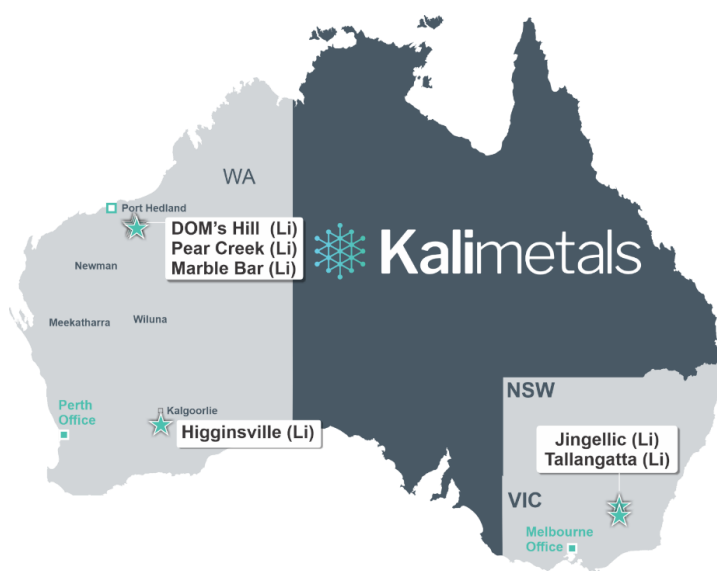 WA
Port Hedland
DOM's Hill (Li)
Pear Creek (Li)
Marble Bar (Li)
Kalimetals
Newman
Meekatharra
Wiluna
Perth
Office
Kalgoorlie
Higginsville (Li)
NSW
Jingellic (Li)
Tallangatta (Li)
VIC
Melbourne
Office